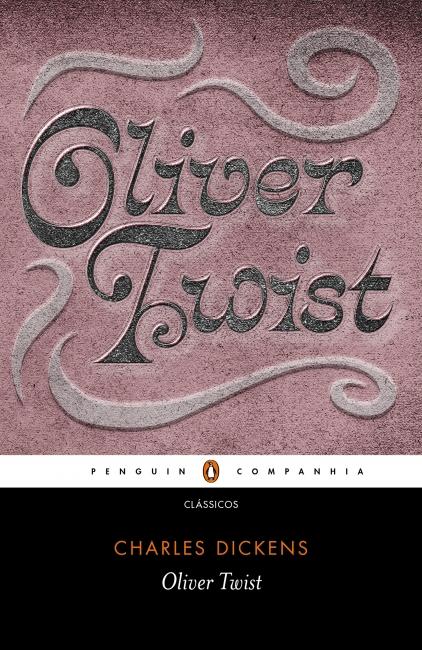 Oliver
Twist
PENGUIN COMPANHIA
CLÁSSICOS
CHARLES DICKENS
Oliver Twist